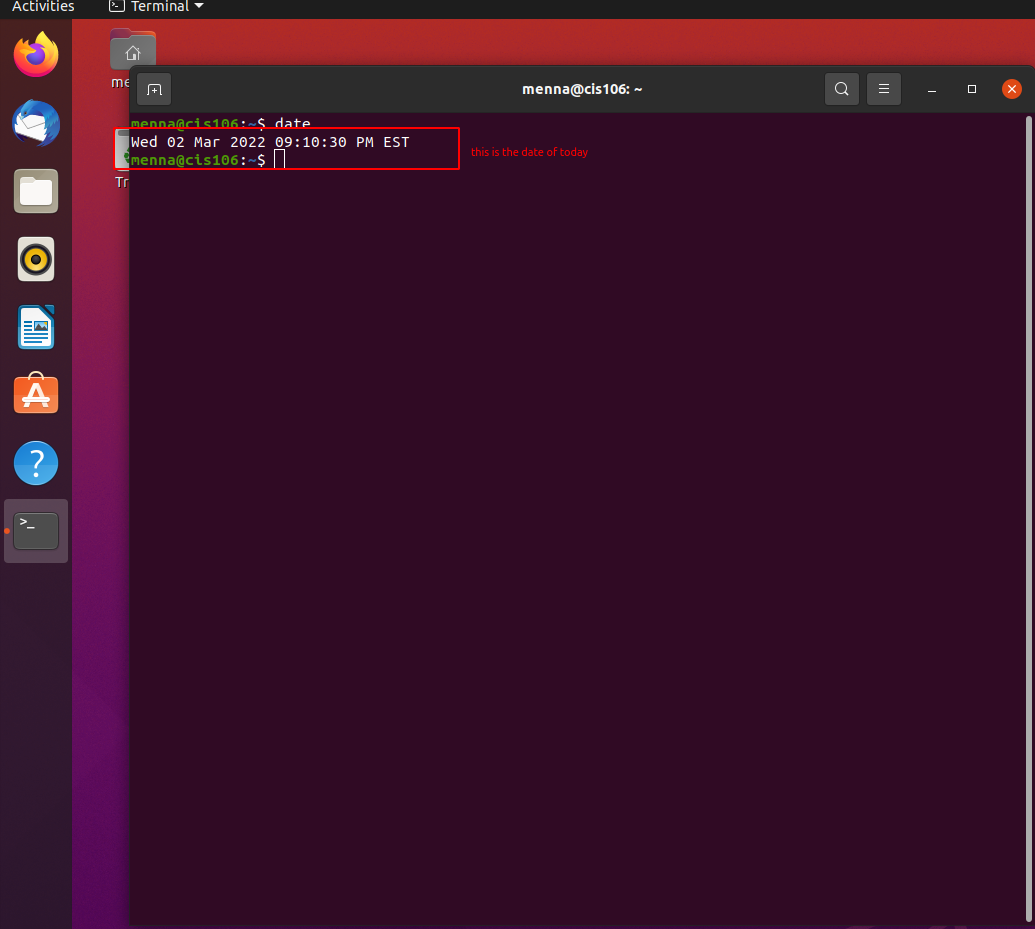 Activities
Terminal
me
menna@cis106: ~
menna@cis106:~$ date
Wed 02 Mar 2022 09:10:30 PM EST
this is the date of today
menna@cis106:~$
Tr
>_